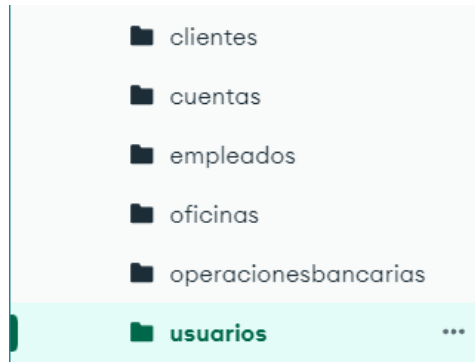 clientes
cuentas
empleados
oficinas
operacionesbancarias
usuarios